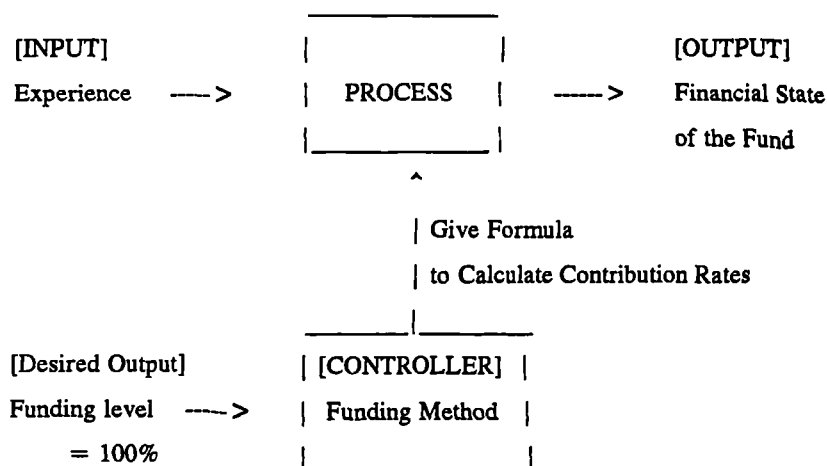 [INPUT] [OUTPUT]
Experience ----> PROCESS -----> Financial State
of the Fund
^
| Give Formula
| to Calculate Contribution Rates
[Desired Output] | [CONTROLLER] |
Funding level ----> | Funding Method |
= 100%